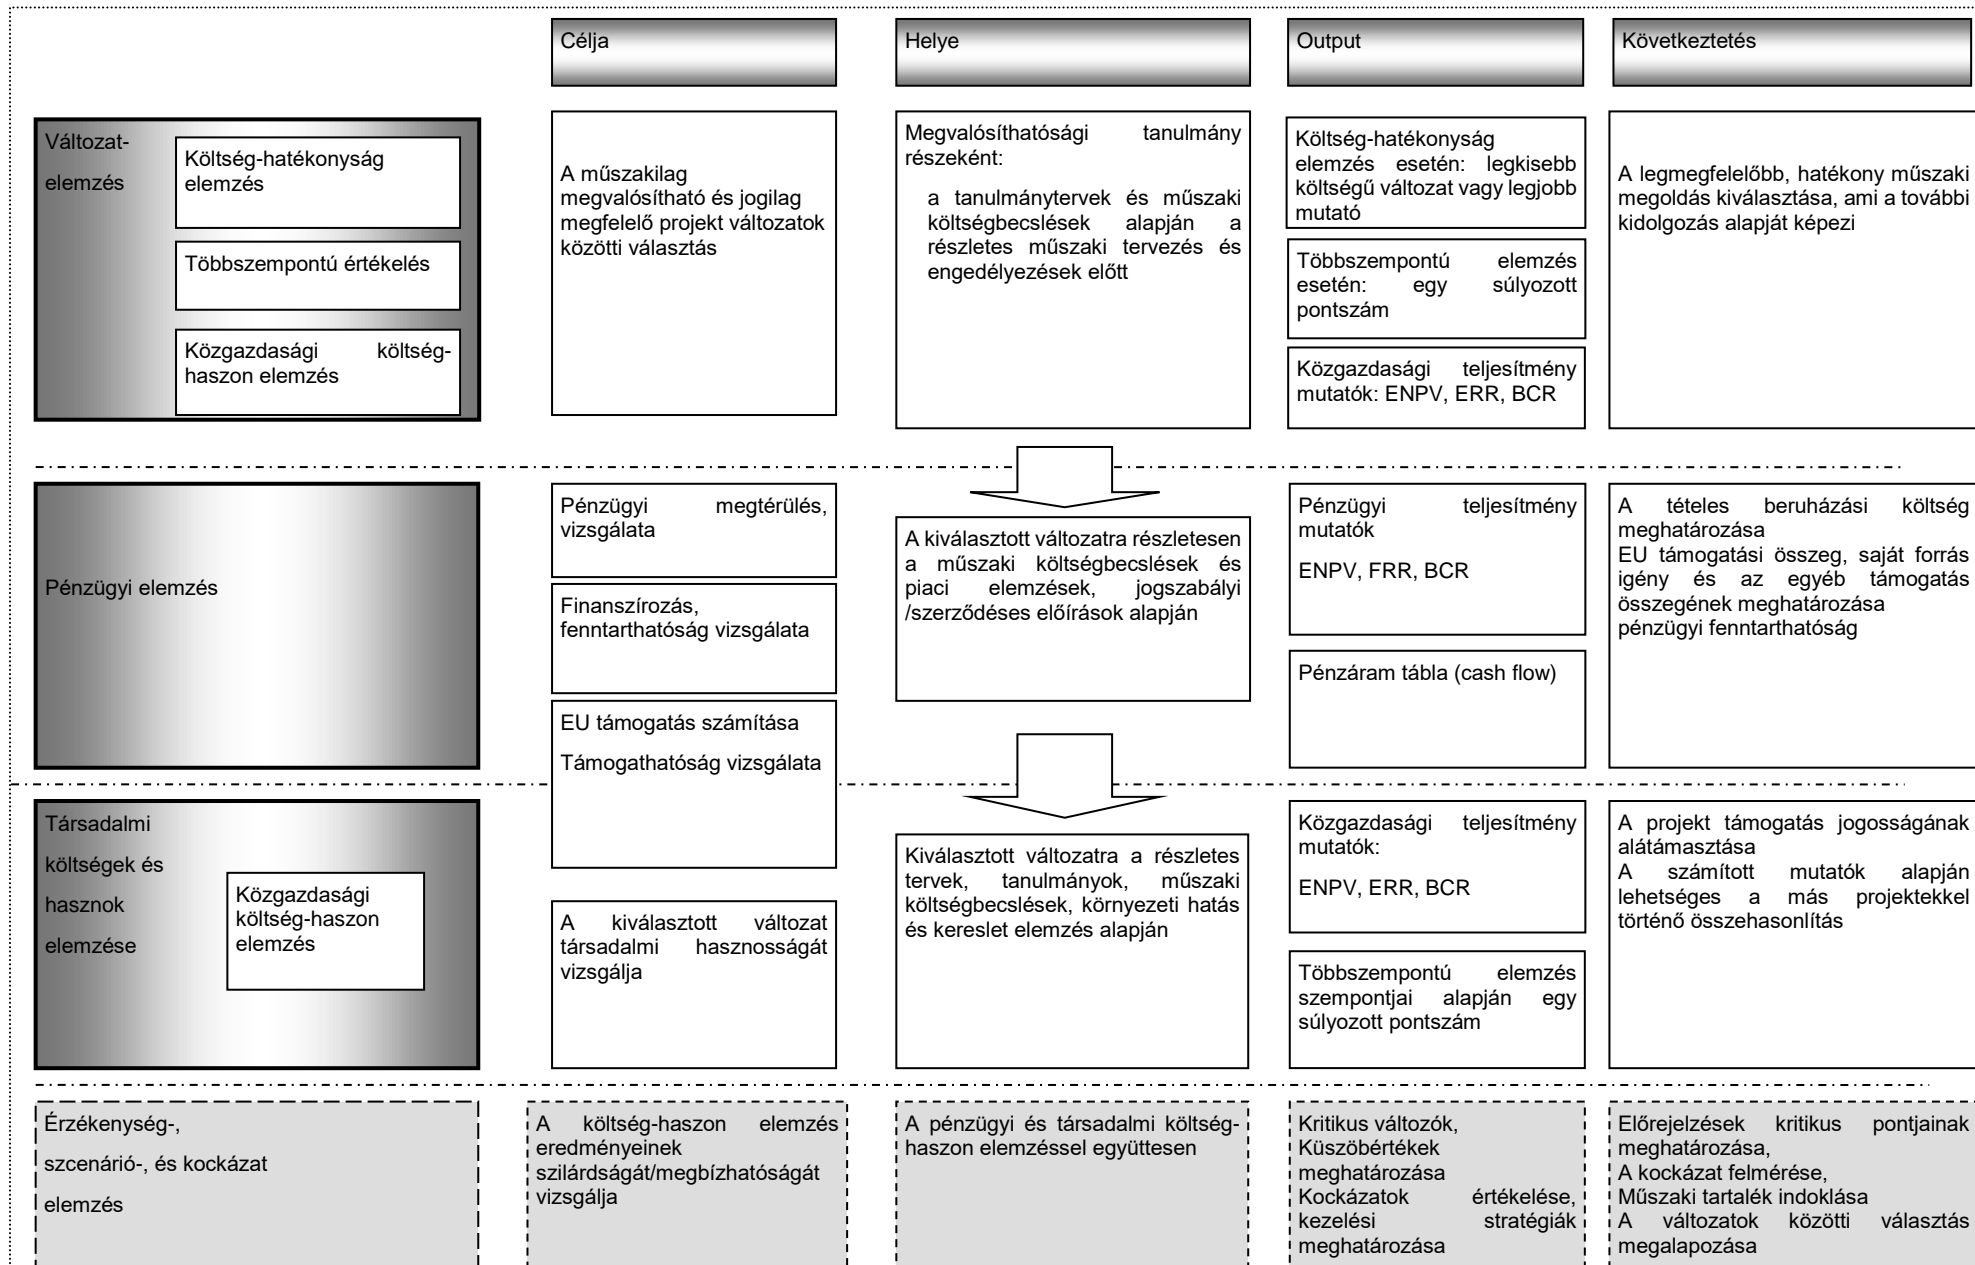 Célja
Helye
Output
Következtetés
Változat-
elemzés
Költség-hatékonyság
elemzés
Többszempontú értékelés
Közgazdasági költség-
haszon elemzés
A műszakilag
megvalósítható és jogilag
megfelelő projekt változatok
közötti választás
Megvalósíthatósági tanulmány
részeként:
a tanulmánytervek és műszaki
költségbecslések alapján a
részletes műszaki tervezés és
engedélyezések előtt
Költség-hatékonyság
elemzés esetén: legkisebb
költségű változat vagy legjobb
mutató
Többszempontú elemzés
esetén: egy súlyozott
pontszám
Közgazdasági teljesítmény
mutatók: ENPV, ERR, BCR
A legmegfelelőbb, hatékony műszaki
megoldás kiválasztása, ami a további
kidolgozás alapját képezi
Pénzügyi elemzés
Pénzügyi megtérülés,
vizsgálata
Finanszírozás,
fenntarthatóság vizsgálata
EU támogatás számítása
Támogathatóság vizsgálata
A kiválasztott változatra részletesen
a műszaki költségbecslések és
piaci elemzések, jogszabályi
/szerződéses előírások alapján
Pénzügyi teljesítmény
mutatók
ENPV, FRR, BCR
Pénzáram tábla (cash flow)
A tételes beruházási költség
meghatározása
EU támogatási összeg, saját forrás
igény és az egyéb támogatás
összegének meghatározása
pénzügyi fenntarthatóság
Társadalmi
költségek és
hasznok
elemzése
Közgazdasági
költség-haszon
elemzés
A kiválasztott változat
társadalmi hasznosságát
vizsgálja
Kiválasztott változatra a részletes
tervek, tanulmányok, műszaki
költségbecslések, környezeti hatás
és kereslet elemzés alapján
Közgazdasági teljesítmény
mutatók:
ENPV, ERR, BCR
Többszempontú elemzés
szempontjai alapján egy
súlyozott pontszám
A projekt támogatás jogosságának
alátámasztása
A számított mutatók alapján
lehetséges a más projektekkel
történő összehasonlítás
Érzékenység-,
szcenárió-, és kockázat
elemzés
A költség-haszon elemzés
eredményeinek
szilárdságát/megbízhatóságát
vizsgálja
A pénzügyi és társadalmi költség-
haszon elemzéssel együttesen
Kritikus változók,
Küszöbértékek
meghatározása
Kockázatok értékelése,
kezelési stratégiák
meghatározása
Előrejelzések kritikus pontjainak
meghatározása,
A kockázat felmérése,
Műszaki tartalék indoklása
A változatok közötti választás
megalapozása